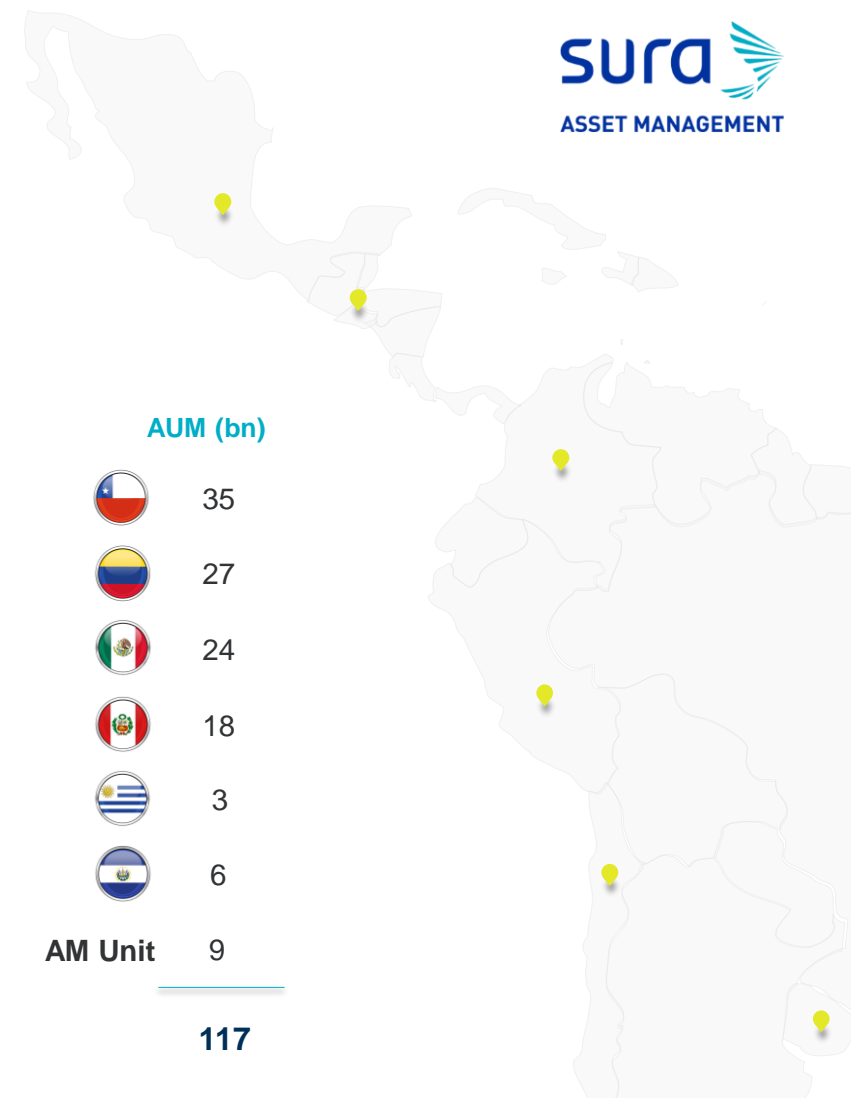 sura
ASSET MANAGEMENT
AUM (bn)
35
27
24
18
3
6
AM Unit 9
117